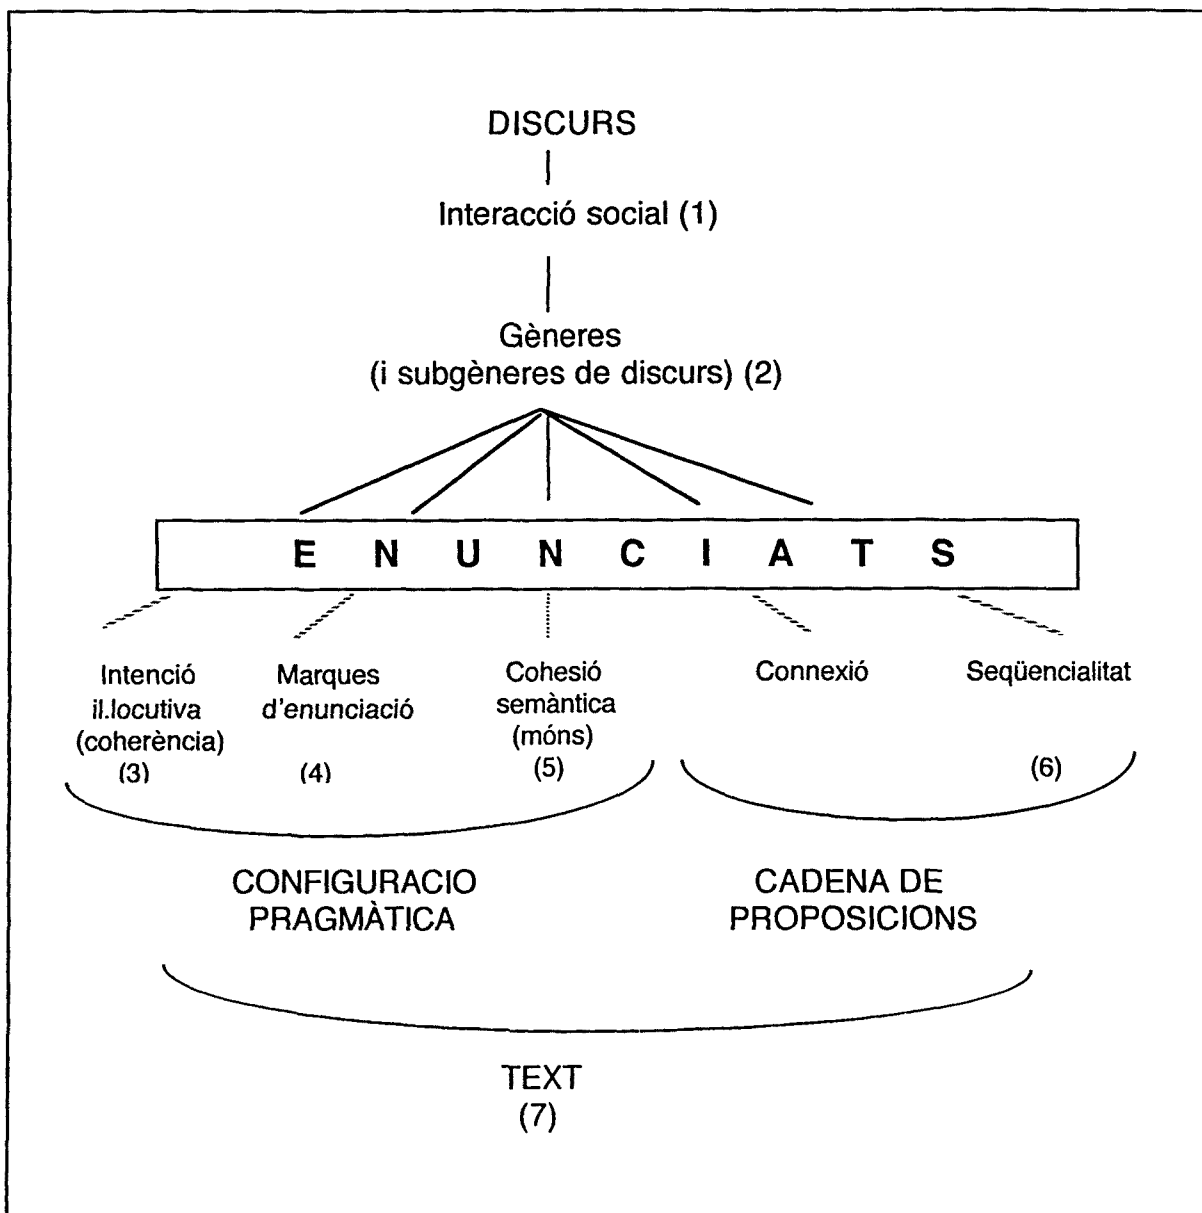 DISCURS
Interacció social (1)
Gèneres
(i subgèneres de discurs) (2)
E N U N C I A T S
Intenció
il.locutiva
(coherència)
(3)
Marques
d'enunciació
(4)
Cohesió
semàntica
(móns)
(5)
Connexió
Seqüencialitat
(6)
CONFIGURACIO
PRAGMÀTICA
CADENA DE
PROPOSICIONS
TEXT
(7)